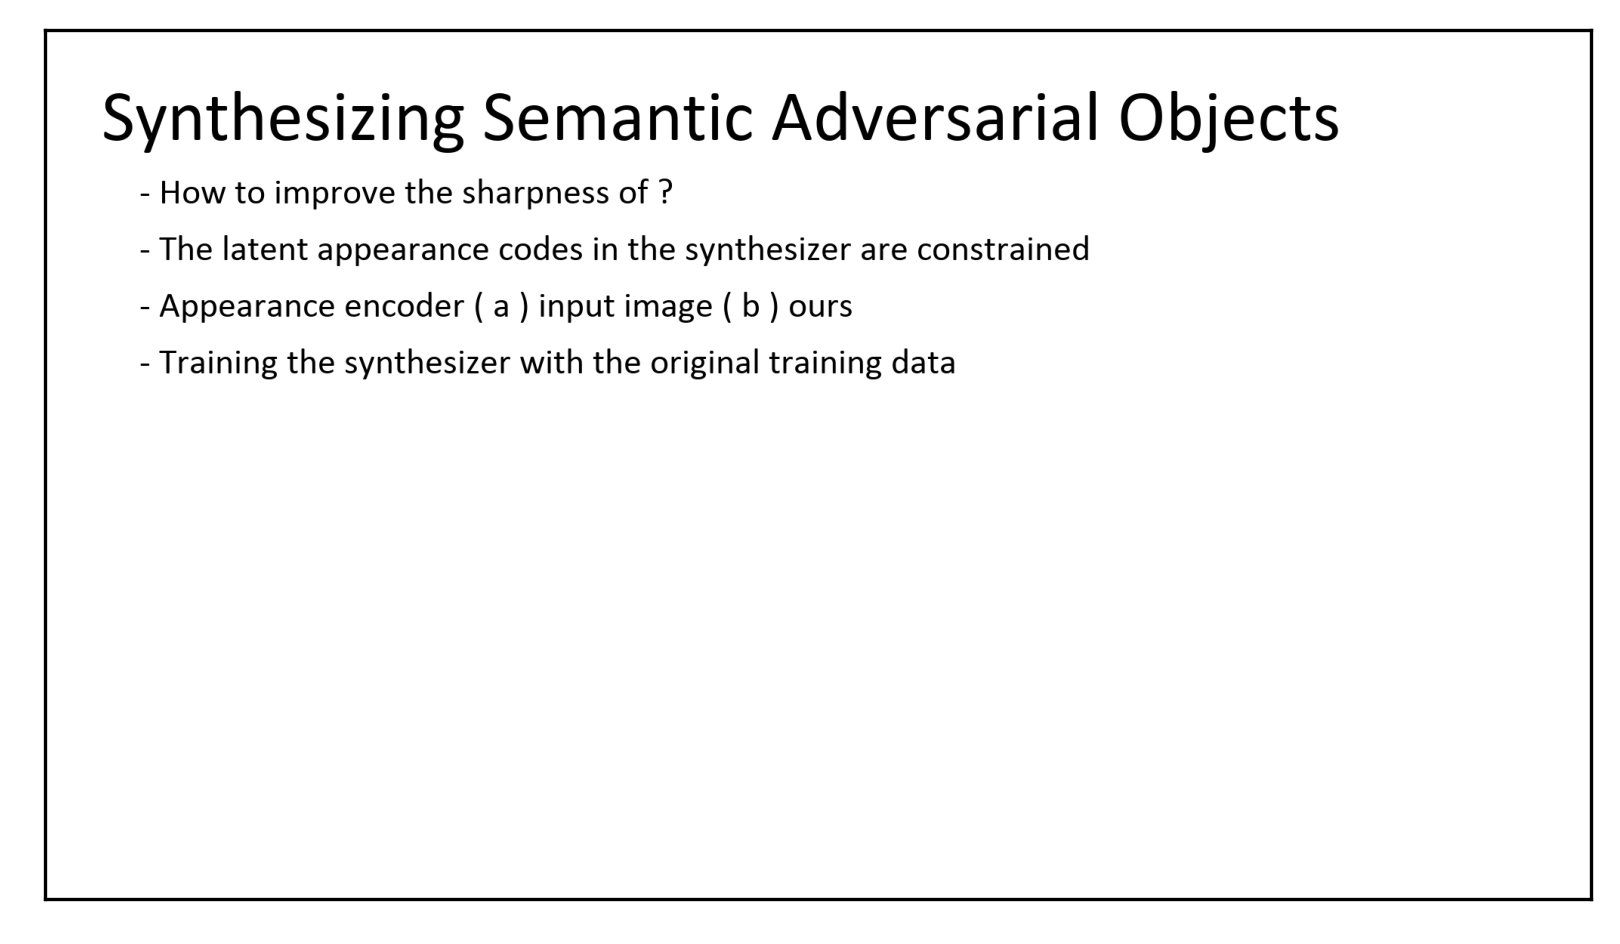 Synthesizing Semantic Adversarial Objects
- How to improve the sharpness of ?
- The latent appearance codes in the synthesizer are constrained
- Appearance encoder ( a ) input image ( b ) ours
- Training the synthesizer with the original training data